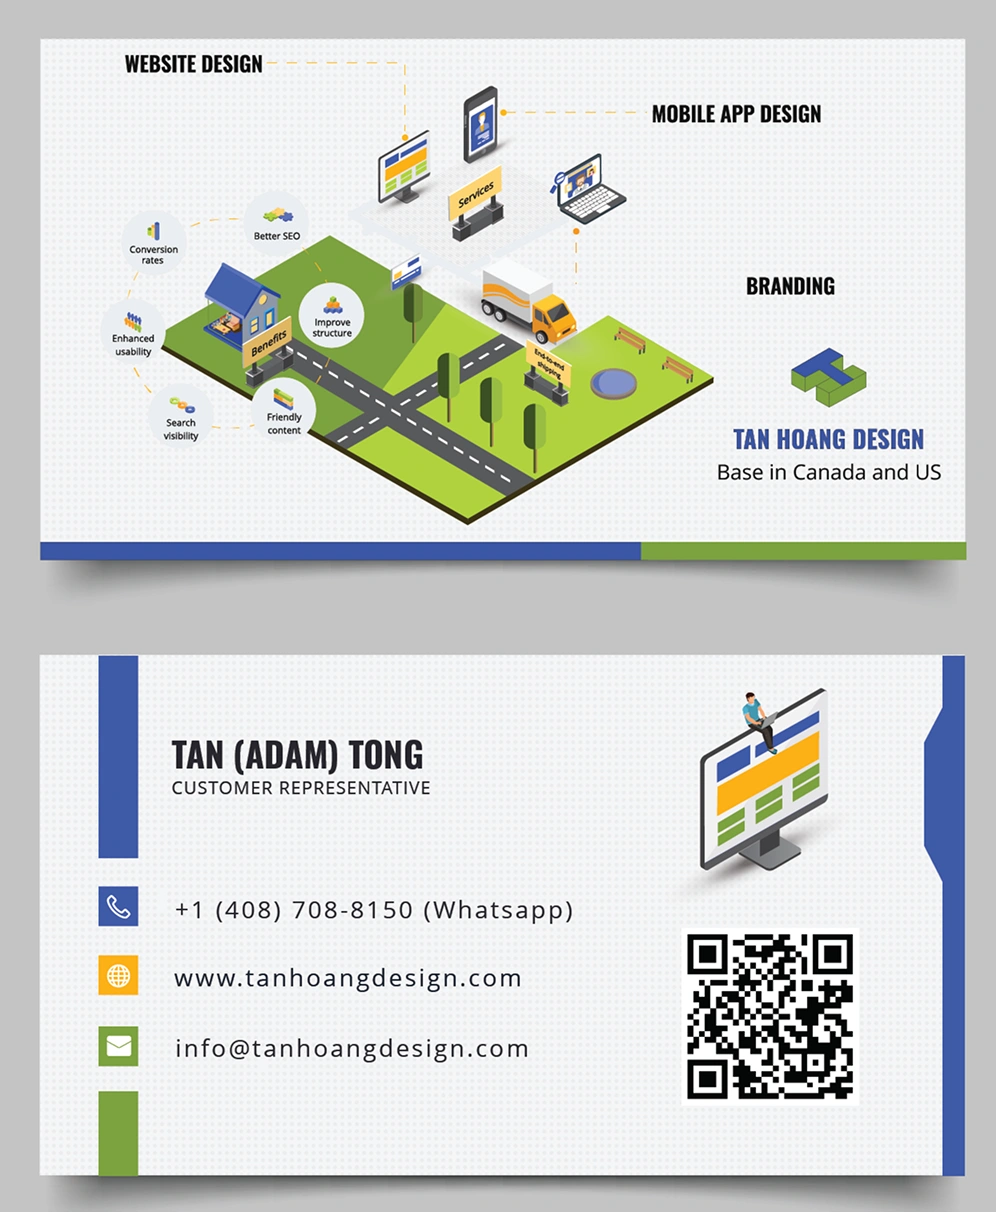 WEBSITE DESIGN
MOBILE APP DESIGN
Services
Better SEO
Conversion
rates
BRANDING
Improve
structure
Enhanced
usability
Benefits
End-to-end
shipping
Friendly
content
Search
visibility
TAN HOANG DESIGN
Base in Canada and US
TAN (ADAM) TONG
CUSTOMER REPRESENTATIVE
+1 (408) 708-8150 (Whatsapp)
www.tanhoangdesign.com
info@tanhoangdesign.com